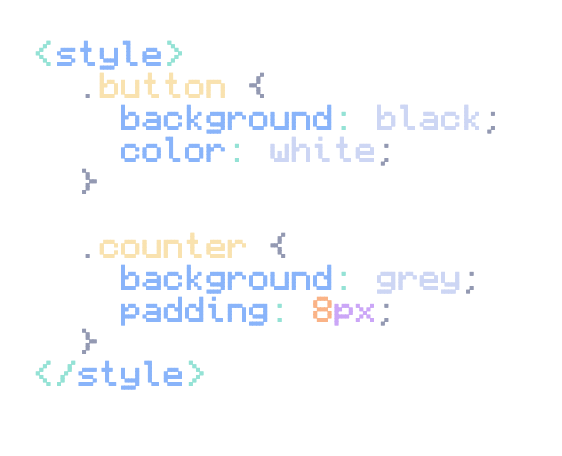 <style>
  .button {
    background: black;
    color: white;
  }

  .counter {
    background: grey;
    padding: 8px;
  }
</style>